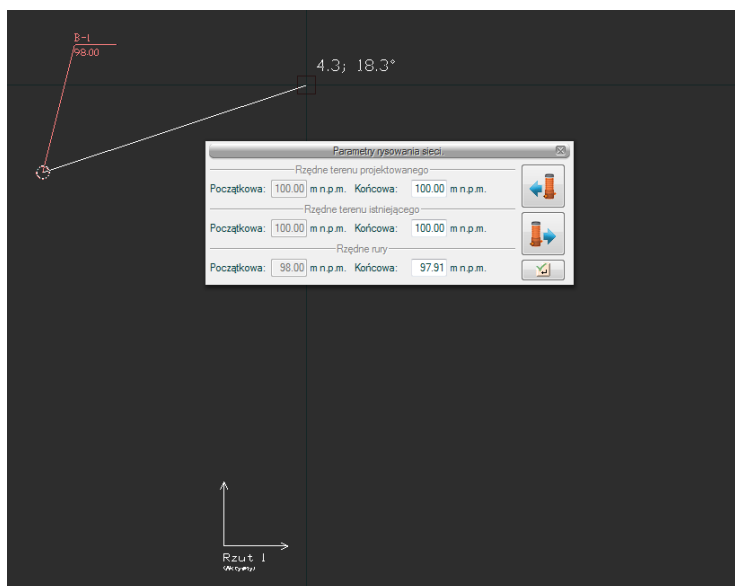 B-1
98.00
4.3; 18.3°
Parametry rysowania sieci
Rzędne terenu projektowanego
Początkowa: 100.00 m n.p.m. Końcowa: 100.00 m n.p.m.
Rzędne terenu istniejącego
Początkowa: 100.00 m n.p.m. Końcowa: 100.00 m n.p.m.
Rzędne rury
Początkowa: 98.00 m n.p.m. Końcowa: 97.91 m n.p.m.
Rzut 1
(Aktywny)